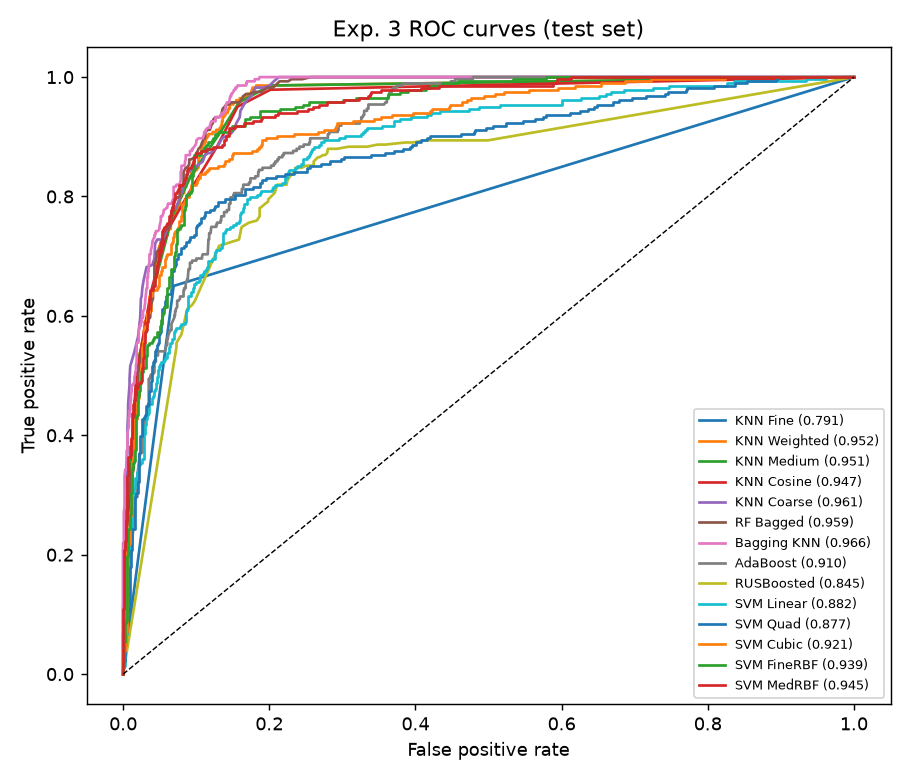 Exp. 3 ROC curves (test set)
1.0
0.8
0.6
0.4
0.2
0.0
True positive rate
KNN Fine (0.791)
KNN Weighted (0.952)
KNN Medium (0.951)
KNN Cosine (0.947)
KNN Coarse (0.961)
RF Bagged (0.959)
Bagging KNN (0.966)
AdaBoost (0.910)
RUSBoosted (0.845)
SVM Linear (0.882)
SVM Quad (0.877)
SVM Cubic (0.921)
SVM FineRBF (0.939)
SVM MedRBF (0.945)
0.0 0.2 0.4 0.6 0.8 1.0
False positive rate